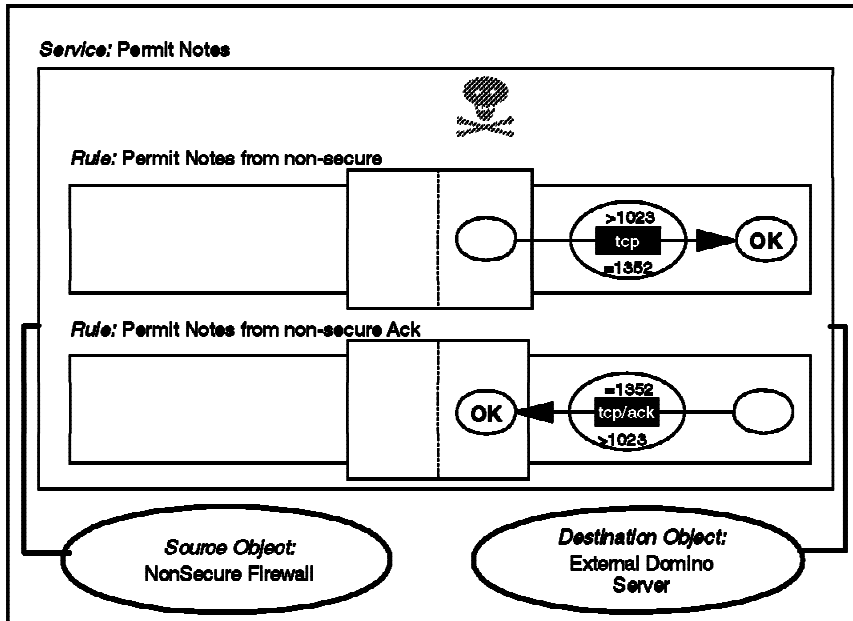 Service: Permit Notes
Rule: Permit Notes from non-secure
>1023
tcp
=1352
OK
Rule: Permit Notes from non-secure Ack
OK
=1352
tcp/ack
>1023
Source Object:
NonSecure Firewall
Destination Object:
External Domino
Server